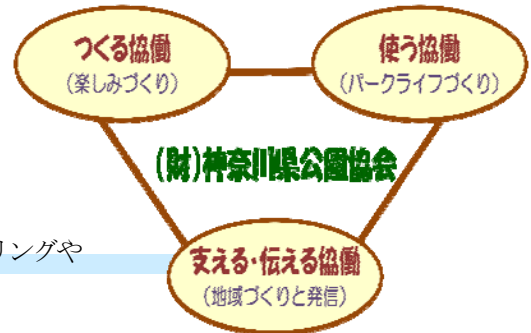 つくる協働
(楽しみづくり)
使う協働
(パークライフづくり)
(財)神奈川県公園協会
リングや
支える・伝える協働
(地域づくりと発信)